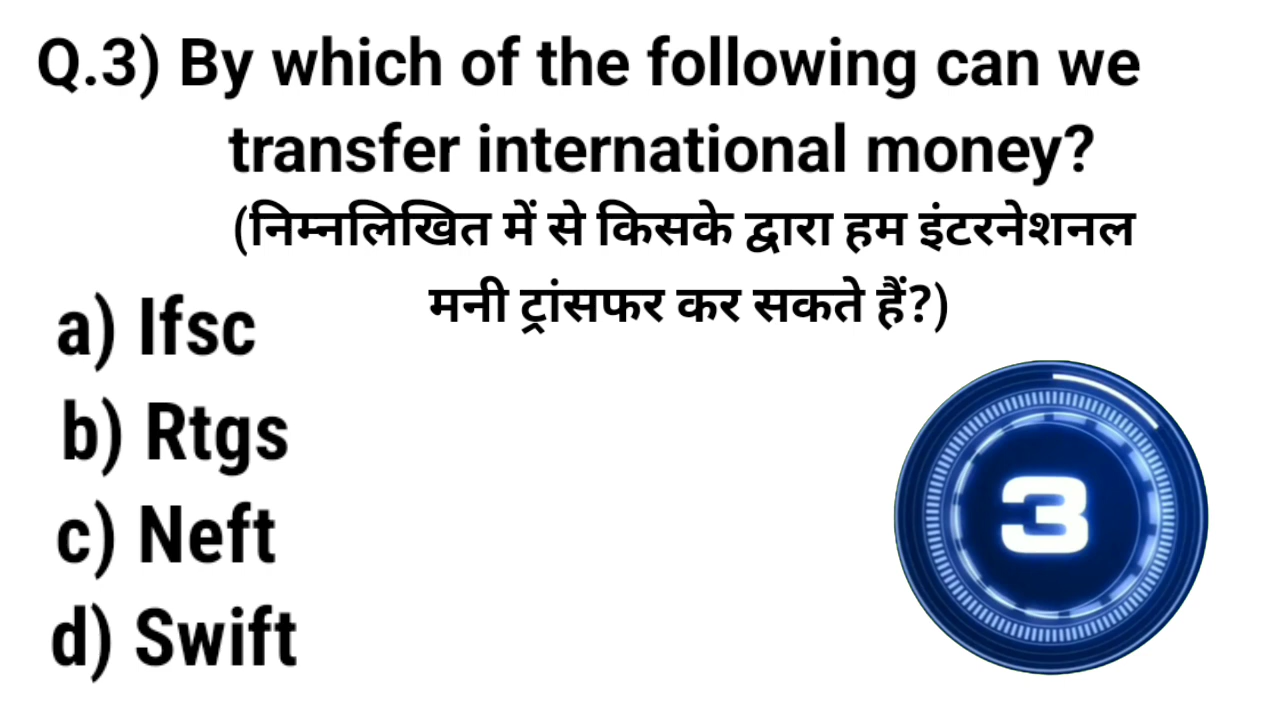 Q.3) By which of the following can we
transfer international money?
(निम्नलिखित में से किसके द्वारा हम इंटरनेशनल
मनी ट्रांसफर कर सकते हैं?)
a) Ifsc
b) Rtgs
c) Neft
d) Swift
3